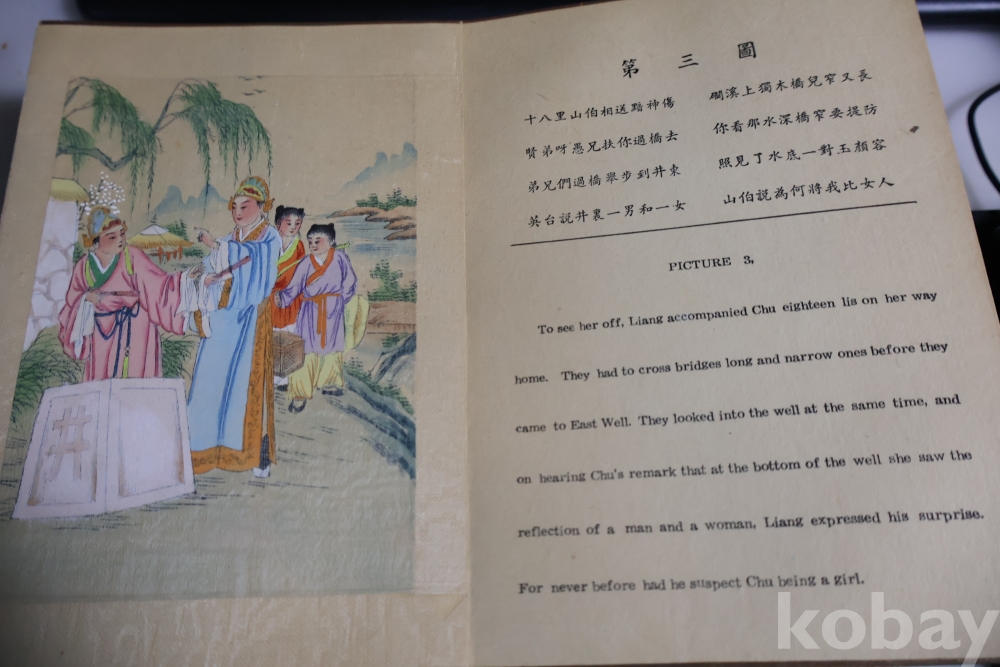 井
第三圖
十八里山伯相送黯神傷 磵溪上獨木橋兒窄又長
賢弟呀愚兄扶你過橋去 你看那水深橋窄要提防
弟兄們過橋舉步到井東 照見了水底一對玉顏容
英台説井裏一男和一女 山伯説為何將我比女人
PICTURE 3,
To see her off, Liang accompanied Chu eighteen lis on her way
home. They had to cross bridges long and narrow ones before they
came to East Well. They looked into the well at the same time, and
on hearing Chu's remark that at the bottom of the well she saw the
reflection of a man and a woman, Liang expressed his surprise.
For never before had he suspect Chu being a girl.
kobay